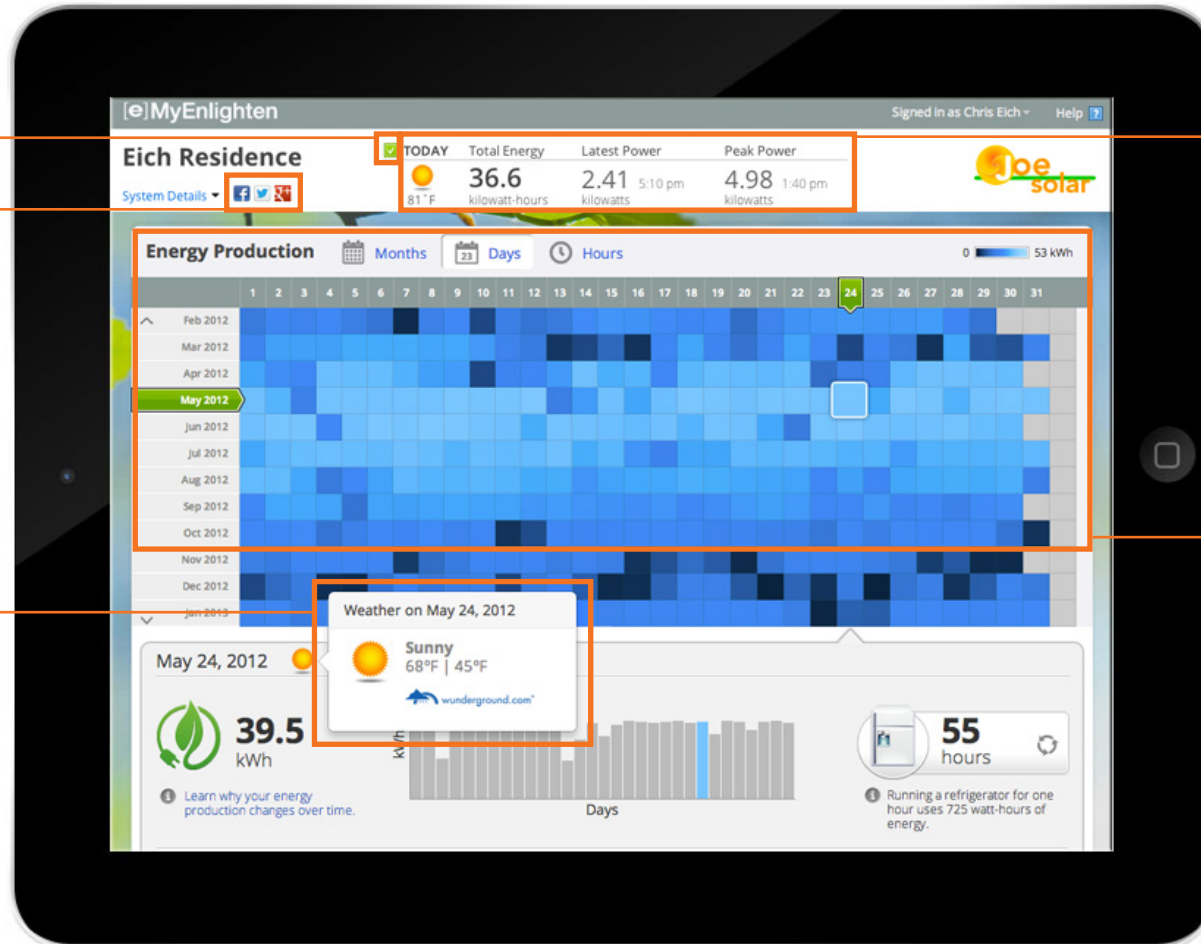 [e]MyEnlighten
Signed in as Chris Eich
Help ?
Eich Residence
TODAY Total Energy Latest Power Peak Power
36.6 2.41 5:10 pm 4.98 1:40 pm
81°F kilowatt-hours kilowatts kilowatts
System Details
Joe
solar
Energy Production
Months
23 Days
Hours
0 53 kWh
1 2 3 4 5 6 7 8 9 10 11 12 13 14 15 16 17 18 19 20 21 22 23 24 25 26 27 28 29 30 31
Feb 2012
Mar 2012
Apr 2012
May 2012
Jun 2012
Jul 2012
Aug 2012
Sep 2012
Oct 2012
Nov 2012
Dec 2012
Jan 2013
Weather on May 24, 2012
Sunny
68°F | 45°F
wunderground.com
May 24, 2012
39.5
kWh
Learn why your energy
production changes over time.
kWh
Days
55
hours
Running a refrigerator for one
hour uses 725 watt-hours of
energy.